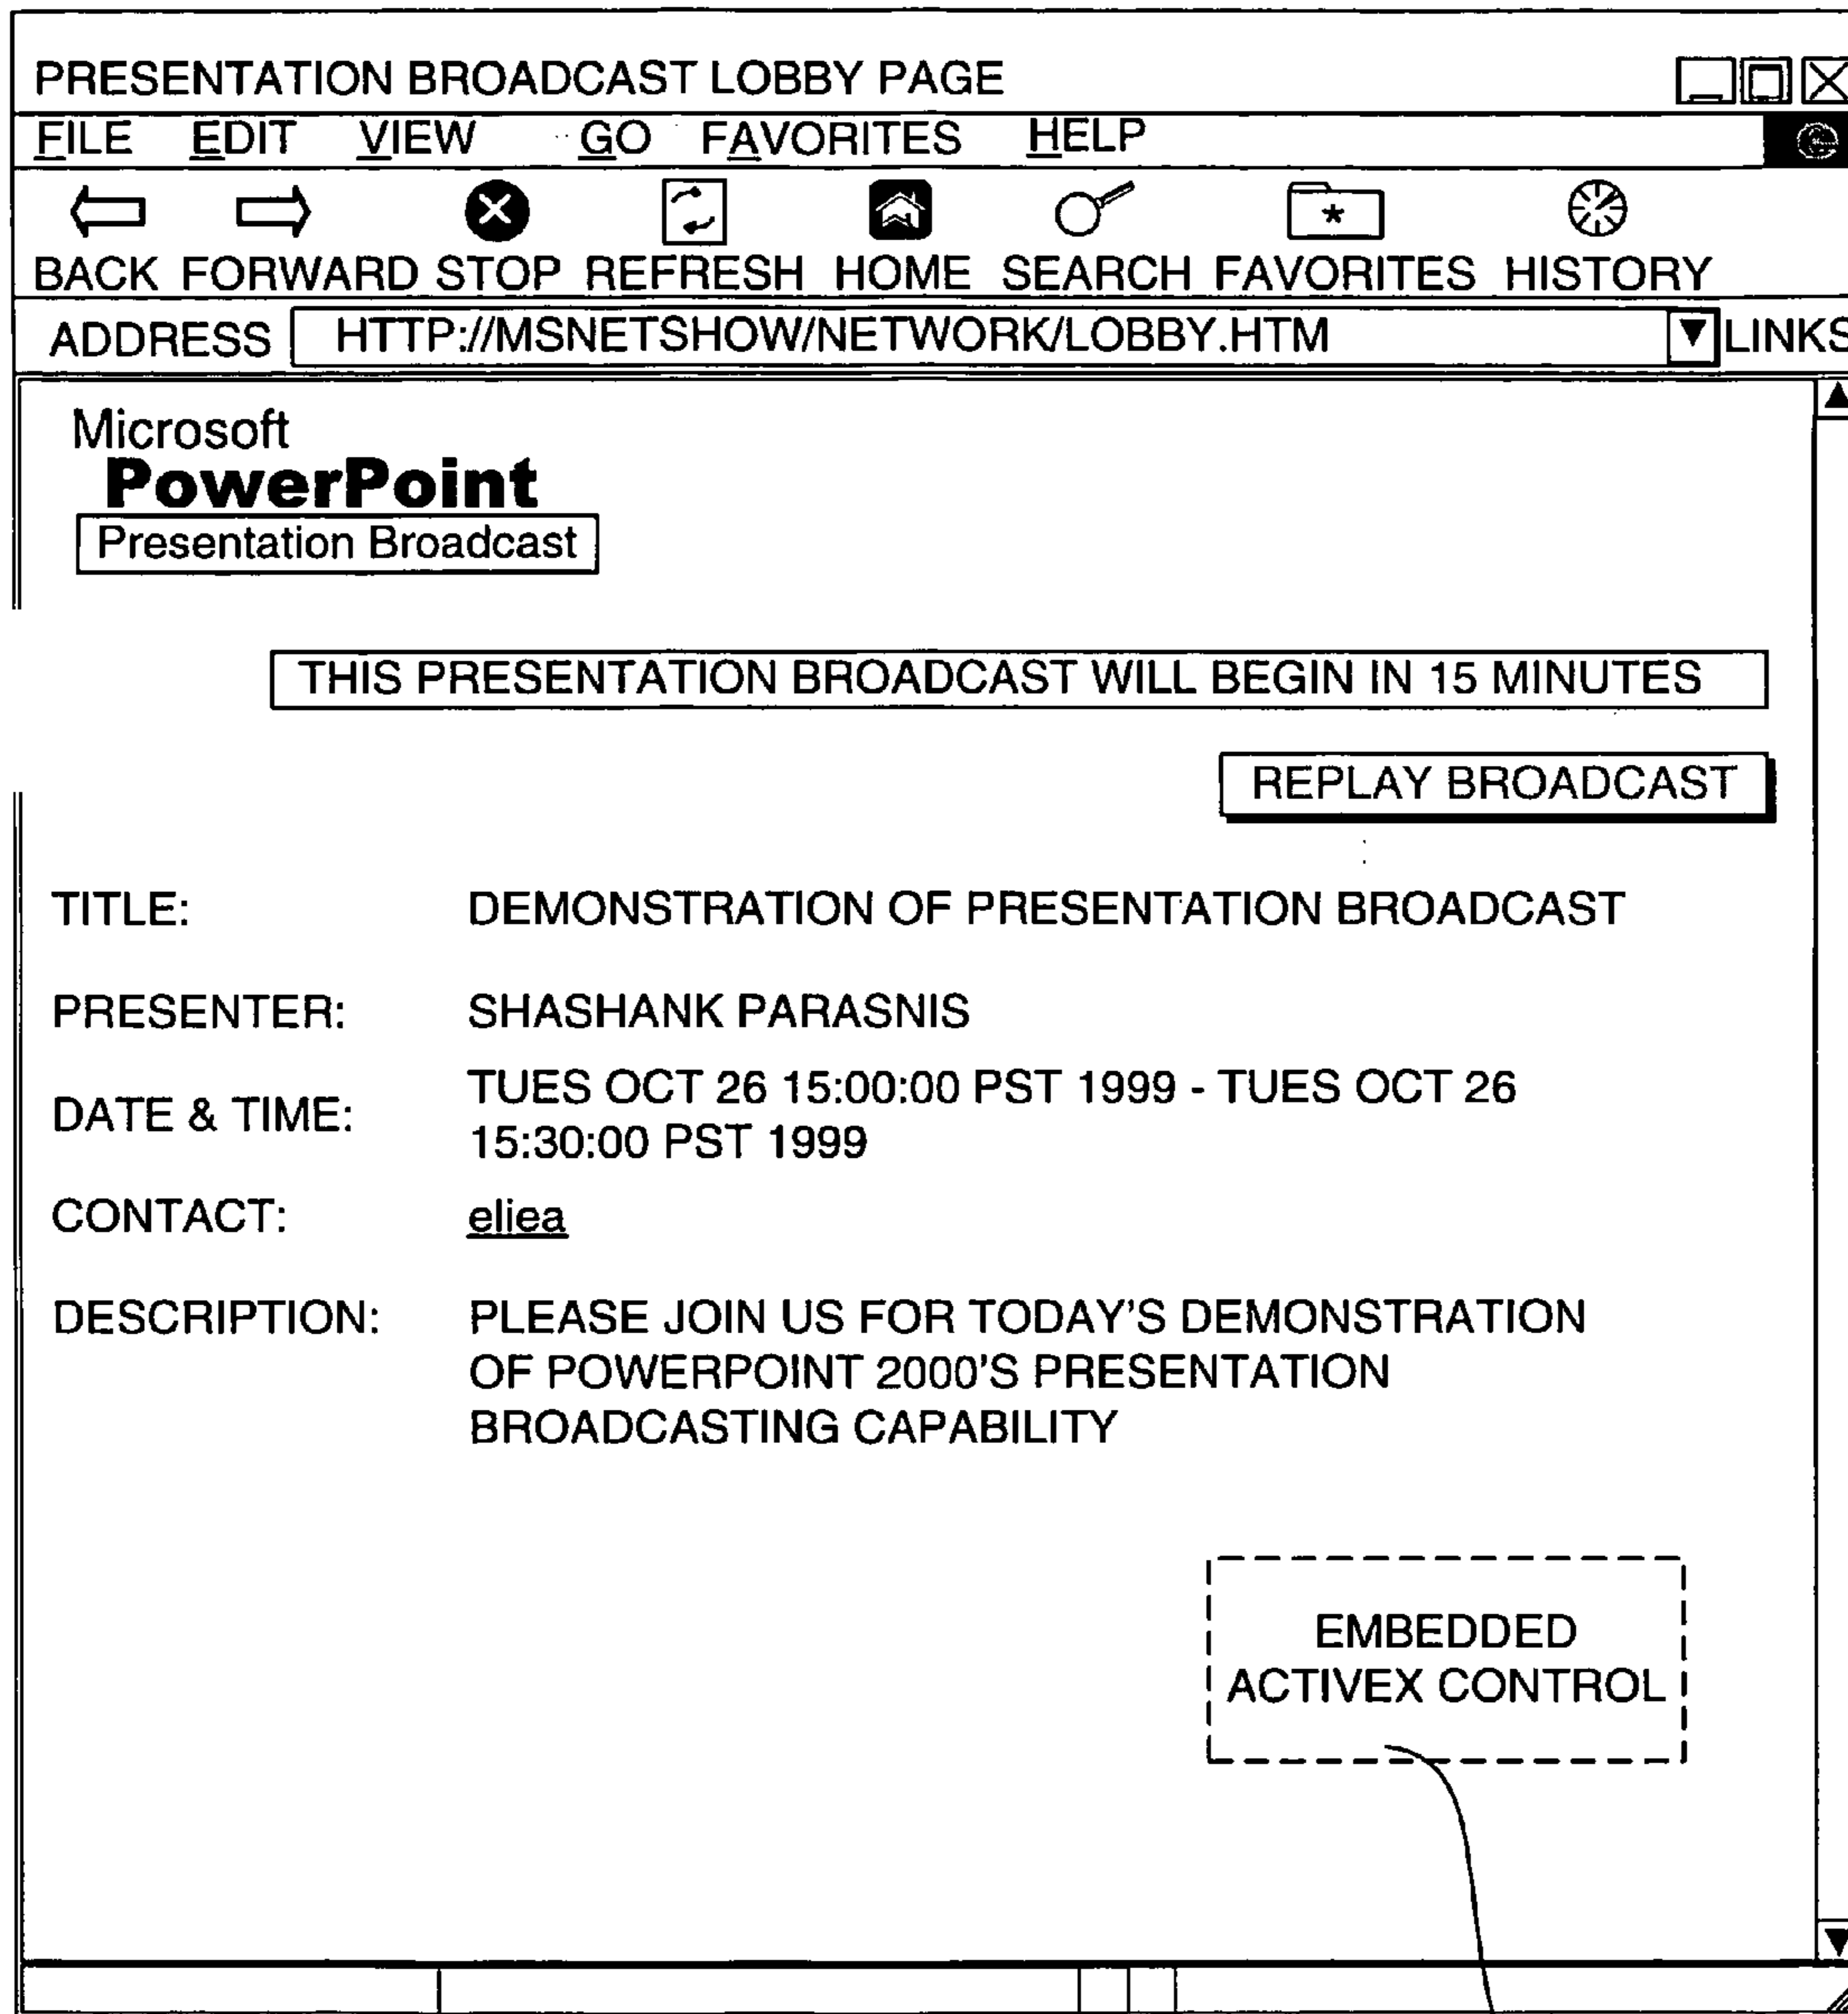 PRESENTATION BROADCAST LOBBY PAGE
FILE EDIT VIEW GO FAVORITES HELP
BACK FORWARD STOP REFRESH HOME SEARCH FAVORITES HISTORY
ADDRESS HTTP://MSNETSHOW/NETWORK/LOBBY.HTM LINKS
Microsoft
PowerPoint
Presentation Broadcast
THIS PRESENTATION BROADCAST WILL BEGIN IN 15 MINUTES
REPLAY BROADCAST
TITLE: DEMONSTRATION OF PRESENTATION BROADCAST
PRESENTER: SHASHANK PARASNIS
DATE & TIME: TUES OCT 26 15:00:00 PST 1999 - TUES OCT 26
15:30:00 PST 1999
CONTACT: eliea
DESCRIPTION: PLEASE JOIN US FOR TODAY'S DEMONSTRATION
OF POWERPOINT 2000'S PRESENTATION
BROADCASTING CAPABILITY
EMBEDDED
ACTIVEX CONTROL